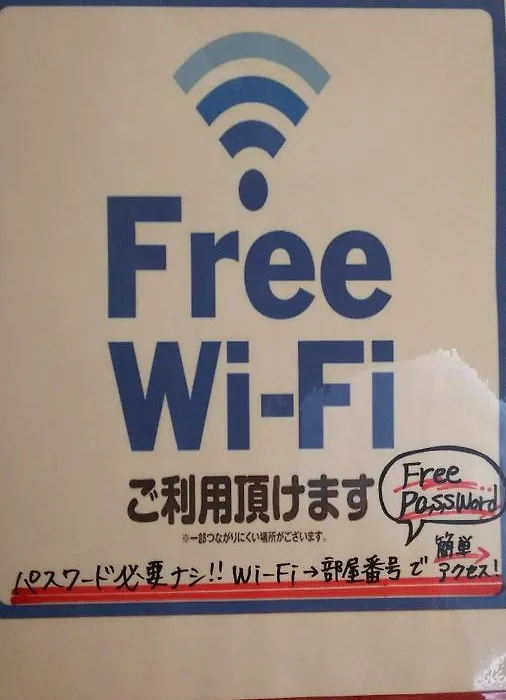 Free
Wi-Fi
ご利用頂けます
※一部つながりにくい場所がございます。
Free
PassWord
パスワード必要ナシ!! Wi-Fi→部屋番号で
簡単
アクセス!